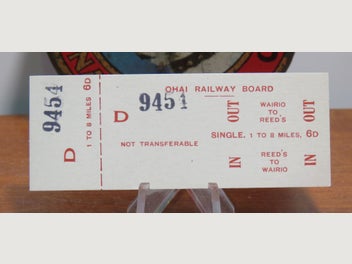 9454
D
1 TO 8 MILES 6D
OHAI RAILWAY BOARD
D 9451
NOT TRANSFERABLE
OUT WAIRIO TO REED'S OUT
SINGLE. 1 TO 8 MILES, 6D
IN REED'S TO WAIRIO IN